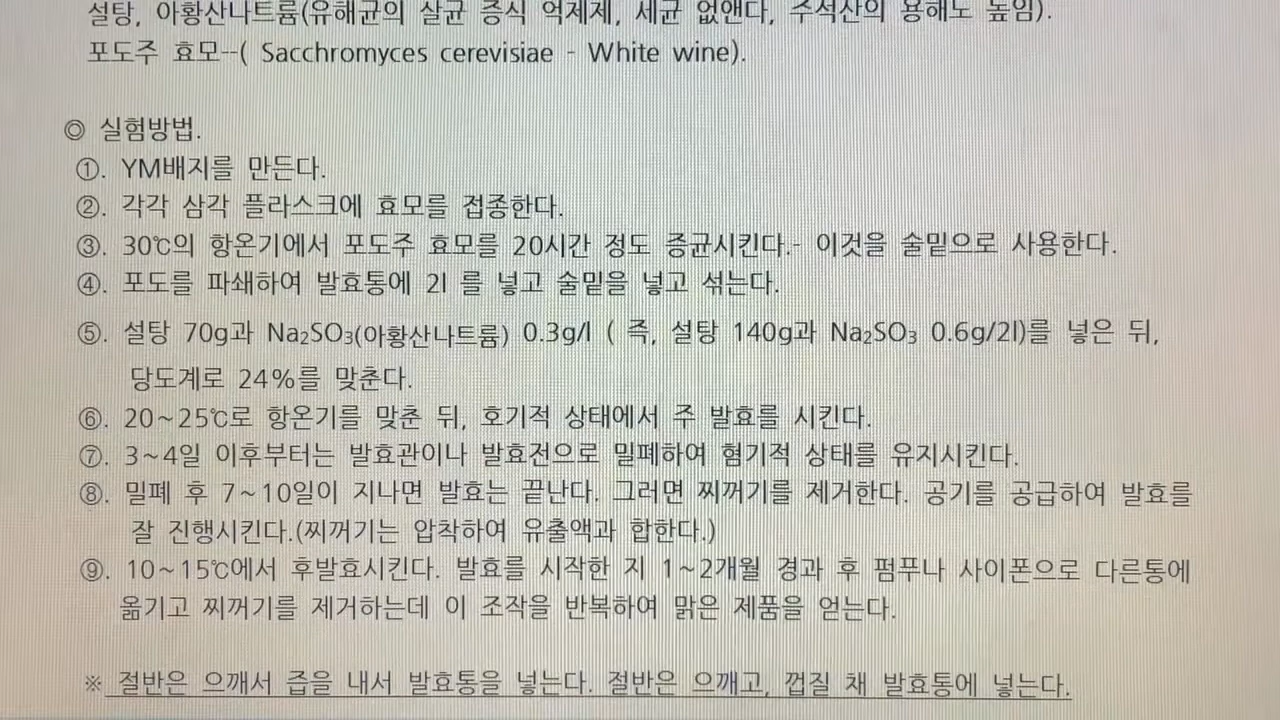 설탕, 아황산나트륨(유해균의 살균 증식 억제제, 세균 없앤다, 주석산의 용해도 높임).
포도주 효모--( Sacchromyces cerevisiae - White wine).
◎ 실험방법.
①. YM배지를 만든다.
②. 각각 삼각 플라스크에 효모를 접종한다.
③. 30℃의 항온기에서 포도주 효모를 20시간 정도 증균시킨다.- 이것을 술밑으로 사용한다.
④. 포도를 파쇄하여 발효통에 2l 를 넣고 술밑을 넣고 섞는다.
⑤. 설탕 70g과 Na₂SO₃(아황산나트륨) 0.3g/l ( 즉, 설탕 140g과 Na₂SO₃ 0.6g/2l)를 넣은 뒤,
당도계로 24%를 맞춘다.
⑥. 20~25℃로 항온기를 맞춘 뒤, 호기적 상태에서 주 발효를 시킨다.
⑦. 3~4일 이후부터는 발효관이나 발효전으로 밀폐하여 혐기적 상태를 유지시킨다.
⑧. 밀폐 후 7~10일이 지나면 발효는 끝난다. 그러면 찌꺼기를 제거한다. 공기를 공급하여 발효를
잘 진행시킨다.(찌꺼기는 압착하여 유출액과 합한다.)
⑨. 10~15℃에서 후발효시킨다. 발효를 시작한 지 1~2개월 경과 후 펌푸나 사이폰으로 다른통에
옮기고 찌꺼기를 제거하는데 이 조작을 반복하여 맑은 제품을 얻는다.
※ 절반은 으깨서 즙을 내서 발효통을 넣는다. 절반은 으깨고, 껍질 채 발효통에 넣는다.